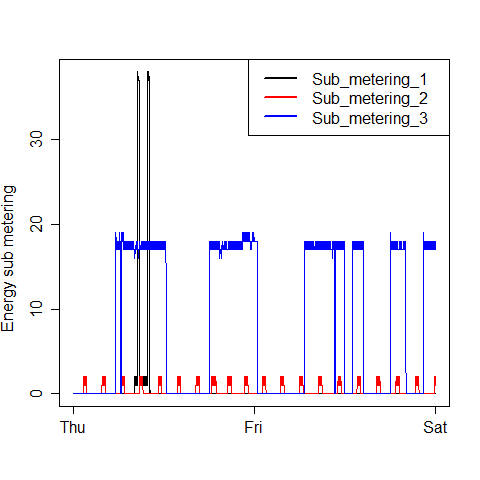 Sub_metering_1
Sub_metering_2
Sub_metering_3
Energy sub metering
30
20
10
0
Thu Fri Sat